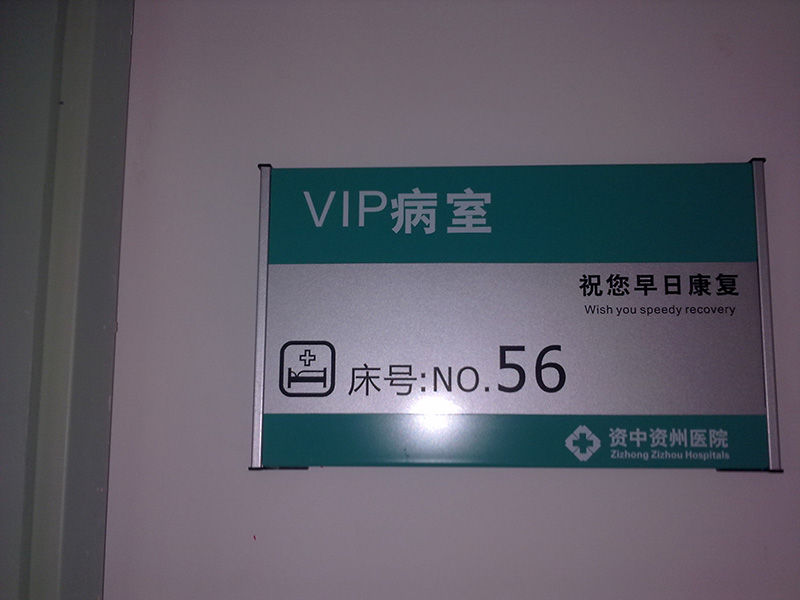 VIP病室
祝您早日康复
Wish you speedy recovery
床号:NO.56
资中资州医院
Zizhong Zizhou Hospitals